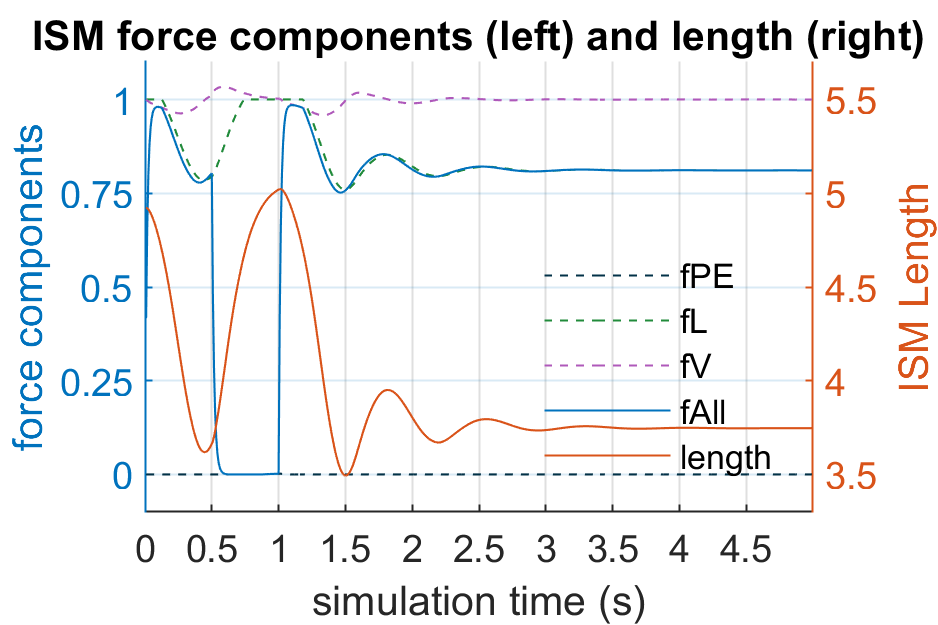 ISM force components (left) and length (right)
force components
1
0.75
0.5
0.25
0
5.5
5
4.5
4
3.5
ISM Length
fPE
fL
fV
fAll
length
0 0.5 1 1.5 2 2.5 3 3.5 4 4.5
simulation time (s)